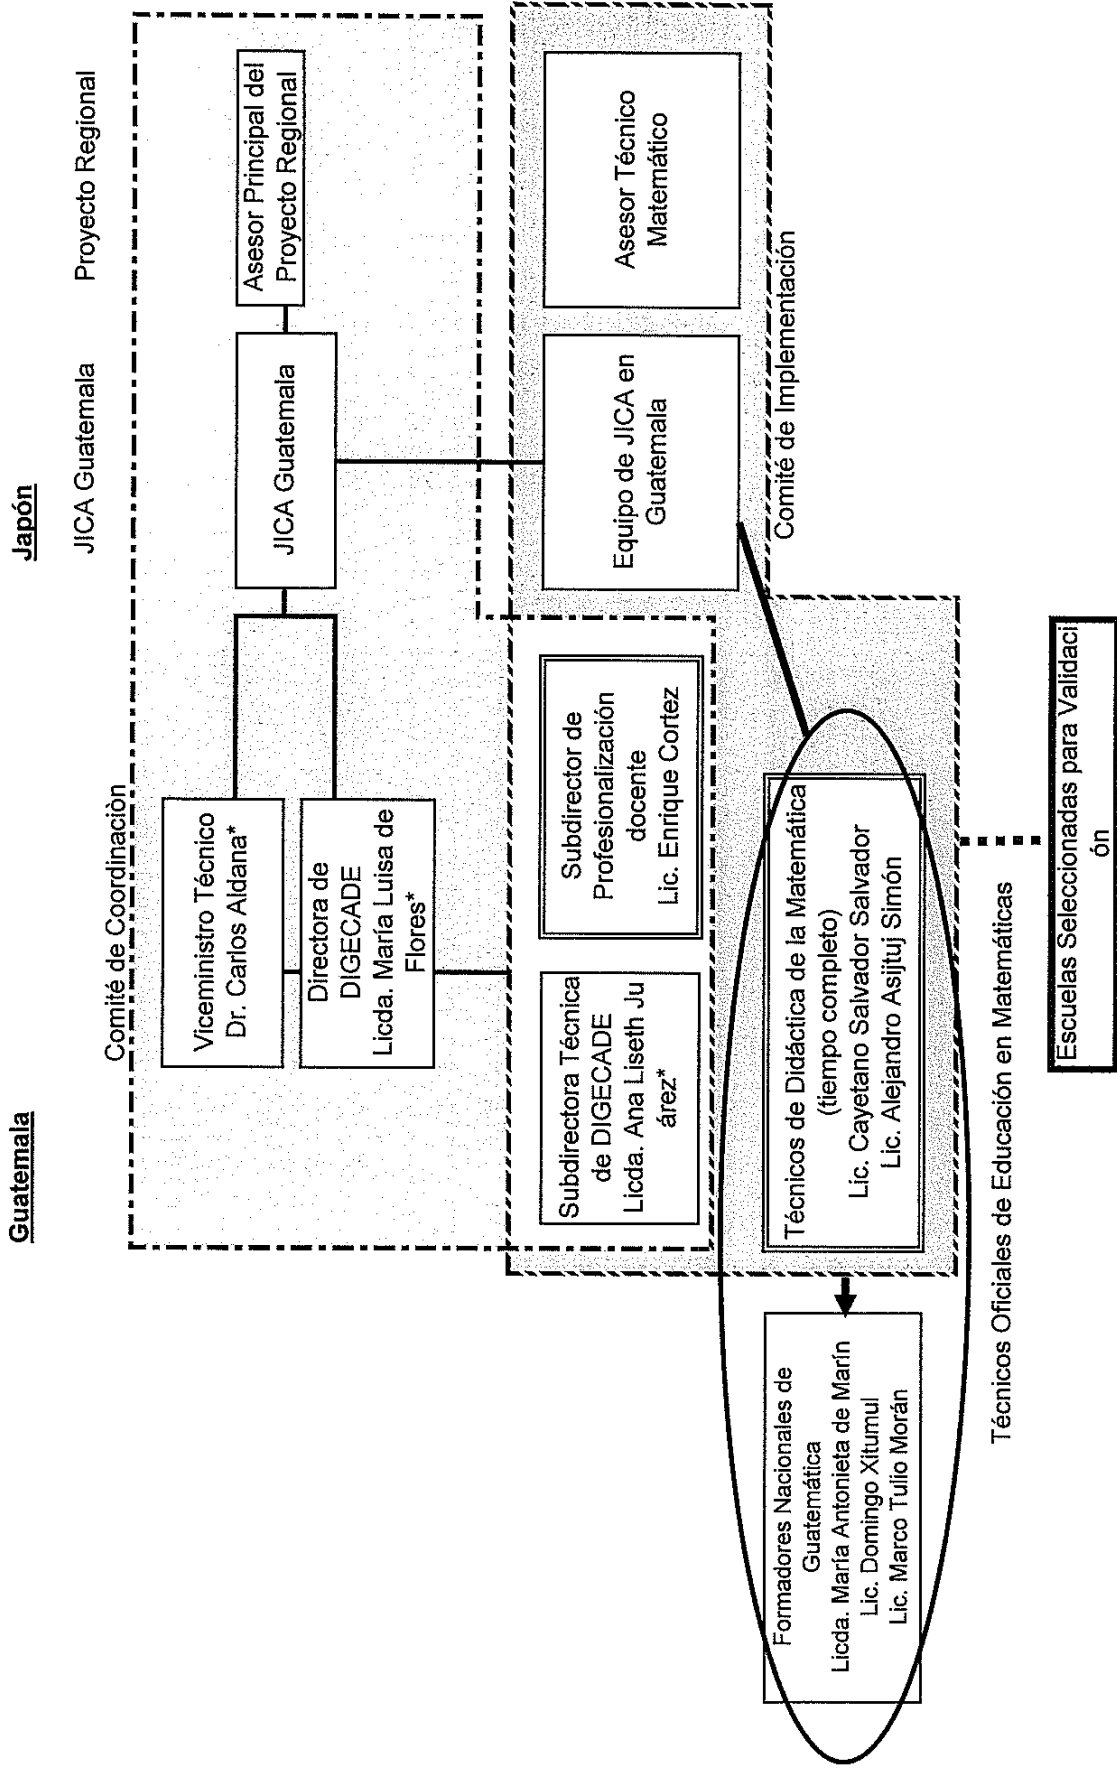 Guatemala
Japón
JICA Guatemala
Proyecto Regional
Comité de Coordinaciòn
Viceministro Técnico
Dr. Carlos Aldana*
Directora de
DIGECADE
Licda. María Luisa de
Flores*
JICA Guatemala
Asesor Principal del
Proyecto Regional
Subdirectora Técnica
de DIGECADE
Licda. Ana Liseth Ju
árez*
Subdirector de
Profesionalización
docente
Lic. Enrique Cortez
Equipo de JICA en
Guatemala
Asesor Técnico
Matemático
Comité de Implementación
Formadores Nacionales de
Guatemática
Licda. María Antonieta de Marín
Lic. Domingo Xitumul
Lic. Marco Tulio Morán
Técnicos de Didáctica de la Matemática
(tiempo completo)
Lic. Cayetano Salvador Salvador
Lic. Alejandro Asijtuj Simón
Técnicos Oficiales de Educación en Matemáticas
Escuelas Seleccionadas para Validaci
ón